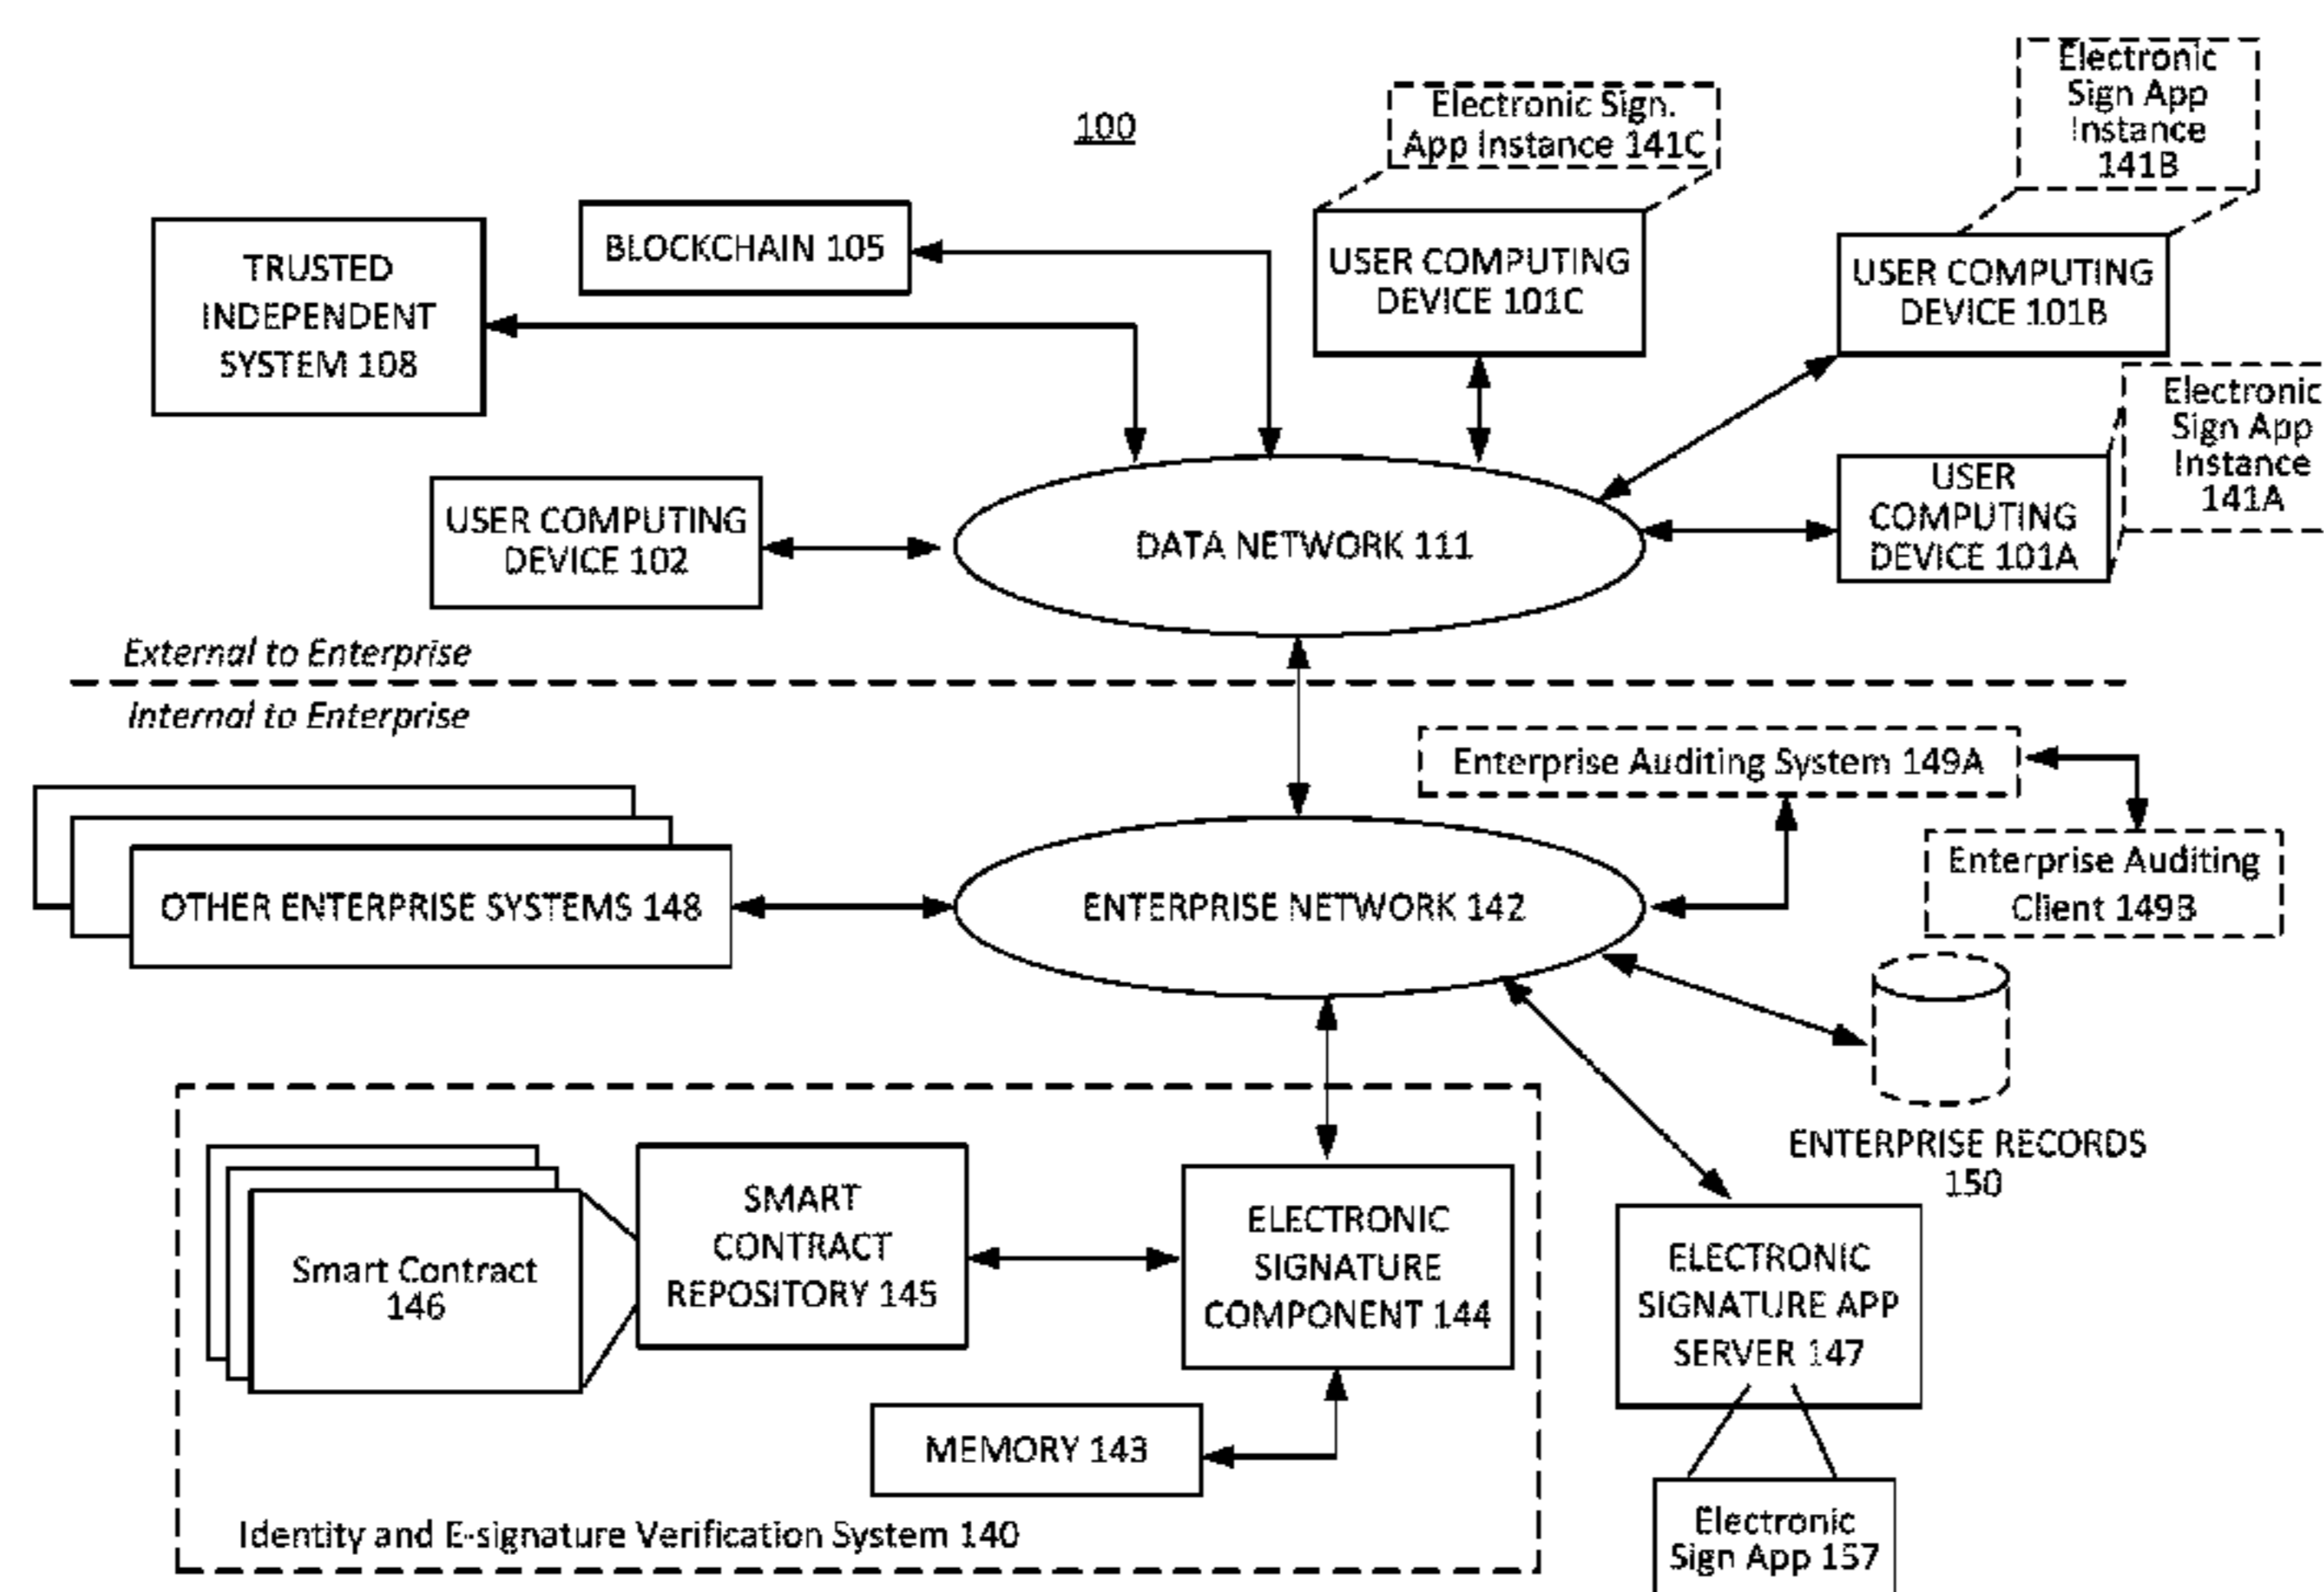 100
Electronic Sign.
App Instance 141C
Electronic
Sign App
Instance
141B
TRUSTED
INDEPENDENT
SYSTEM 108
BLOCKCHAIN 105
USER COMPUTING
DEVICE 101C
USER COMPUTING
DEVICE 101B
Electronic
Sign App
Instance
141A
USER COMPUTING
DEVICE 102
DATA NETWORK 111
USER
COMPUTING
DEVICE 101A
External to Enterprise
Internal to Enterprise
Enterprise Auditing System 149A
Enterprise Auditing
Client 149B
OTHER ENTERPRISE SYSTEMS 148
ENTERPRISE NETWORK 142
ENTERPRISE RECORDS
150
Smart Contract
146
SMART
CONTRACT
REPOSITORY 145
ELECTRONIC
SIGNATURE
COMPONENT 144
ELECTRONIC
SIGNATURE APP
SERVER 147
MEMORY 143
Identity and E-signature Verification System 140
Electronic
Sign App 157